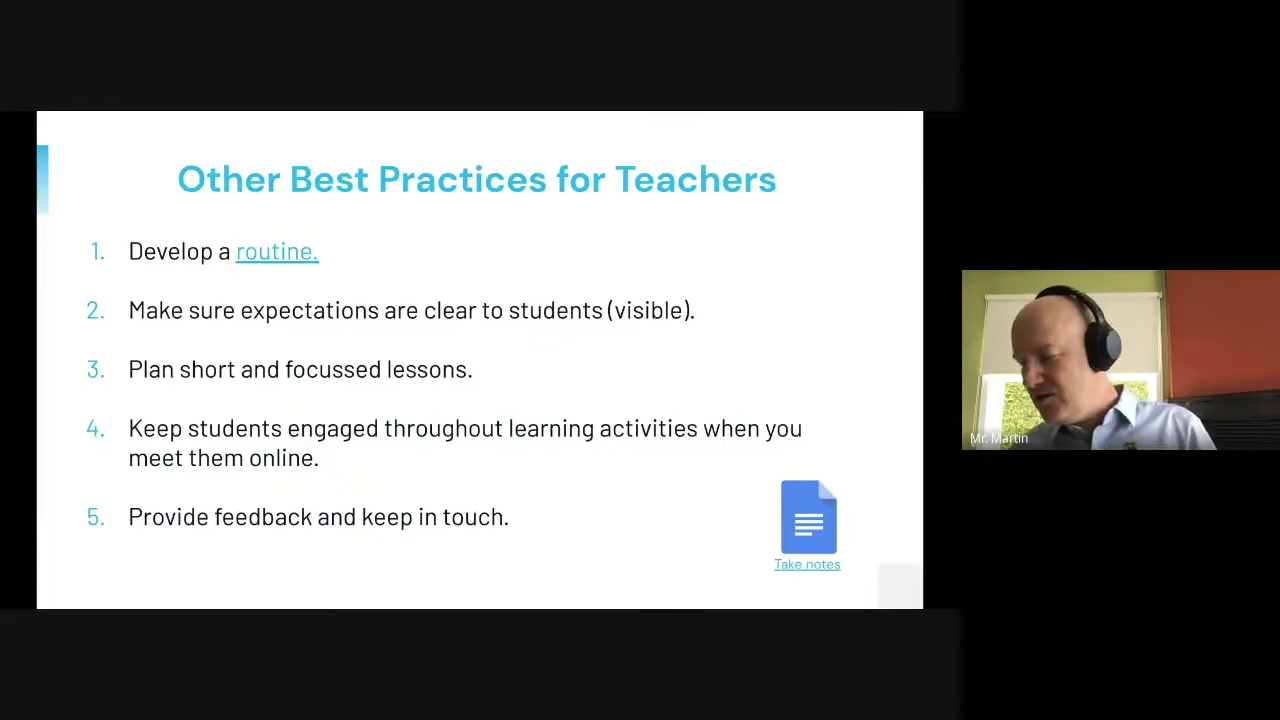 Other Best Practices for Teachers
1. Develop a routine.
2. Make sure expectations are clear to students (visible).
3. Plan short and focussed lessons.
4. Keep students engaged throughout learning activities when you
meet them online.
5. Provide feedback and keep in touch.
Take notes
Mr. Martin